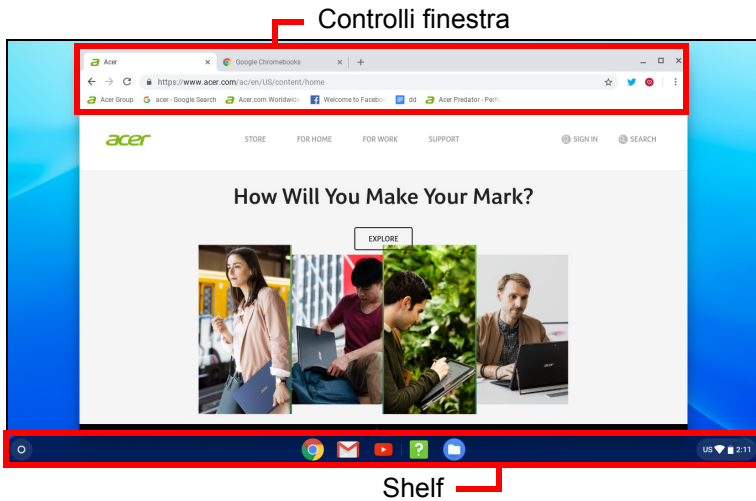 Controlli finestra
Acer
Google Chromebooks
https://www.acer.com/ac/en/US/content/home
Acer Group acer - Google Search Acer.com Worldwide Welcome to Faceboo dd Acer Predator - Perfo
acer STORE FOR HOME FOR WORK SUPPORT SIGN IN SEARCH
How Will You Make Your Mark?
EXPLORE
US 2:11
Shelf